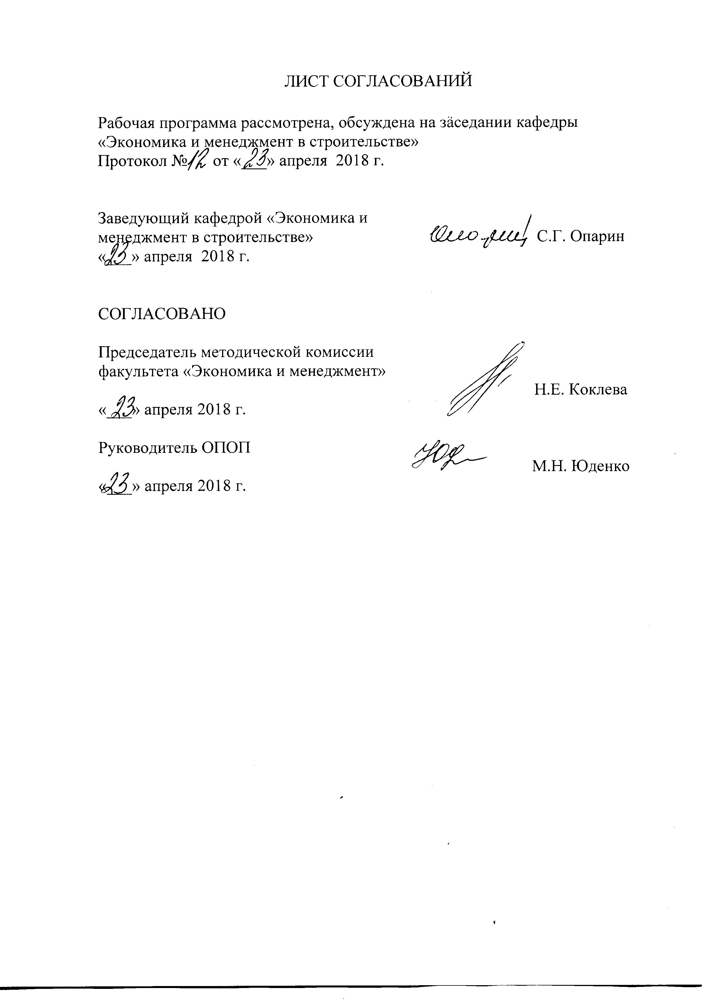 ЛИСТ СОГЛАСОВАНИЙ
Рабочая программа рассмотрена, обсуждена на заседании кафедры
«Экономика и менеджмент в строительстве»
Протокол №12 от «23» апреля 2018 г.
Заведующий кафедрой «Экономика и
менеджмент в строительстве»
С.Г. Опарин
«23» апреля 2018 г.
СОГЛАСОВАНО
Председатель методической комиссии
факультета «Экономика и менеджмент»
Н.Е. Коклева
«23» апреля 2018 г.
Руководитель ОПОП
М.Н. Юденко
«23» апреля 2018 г.